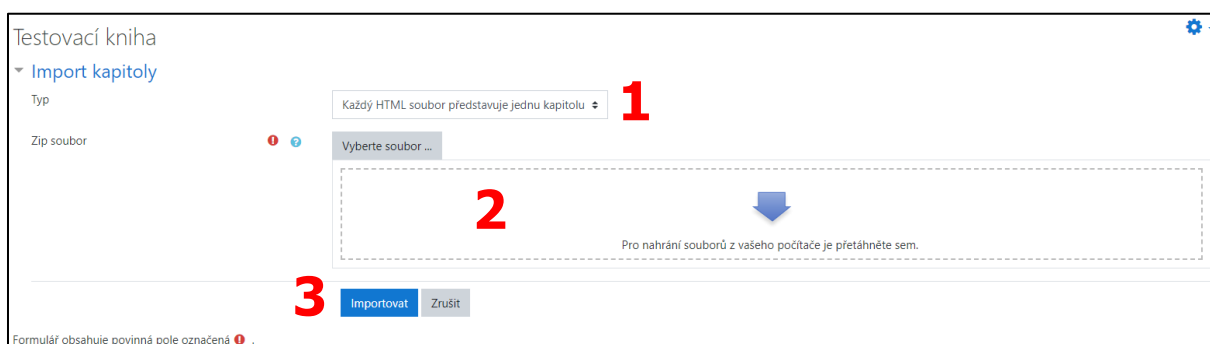 Testovací kniha
Import kapitoly
Typ
Každý HTML soubor představuje jednu kapitolu
1
Zip soubor
Vyberte soubor ...
2
Pro nahrání souborů z vašeho počítače je přetáhněte sem.
3
Importovat Zrušit
Formulář obsahuje povinná pole označená .